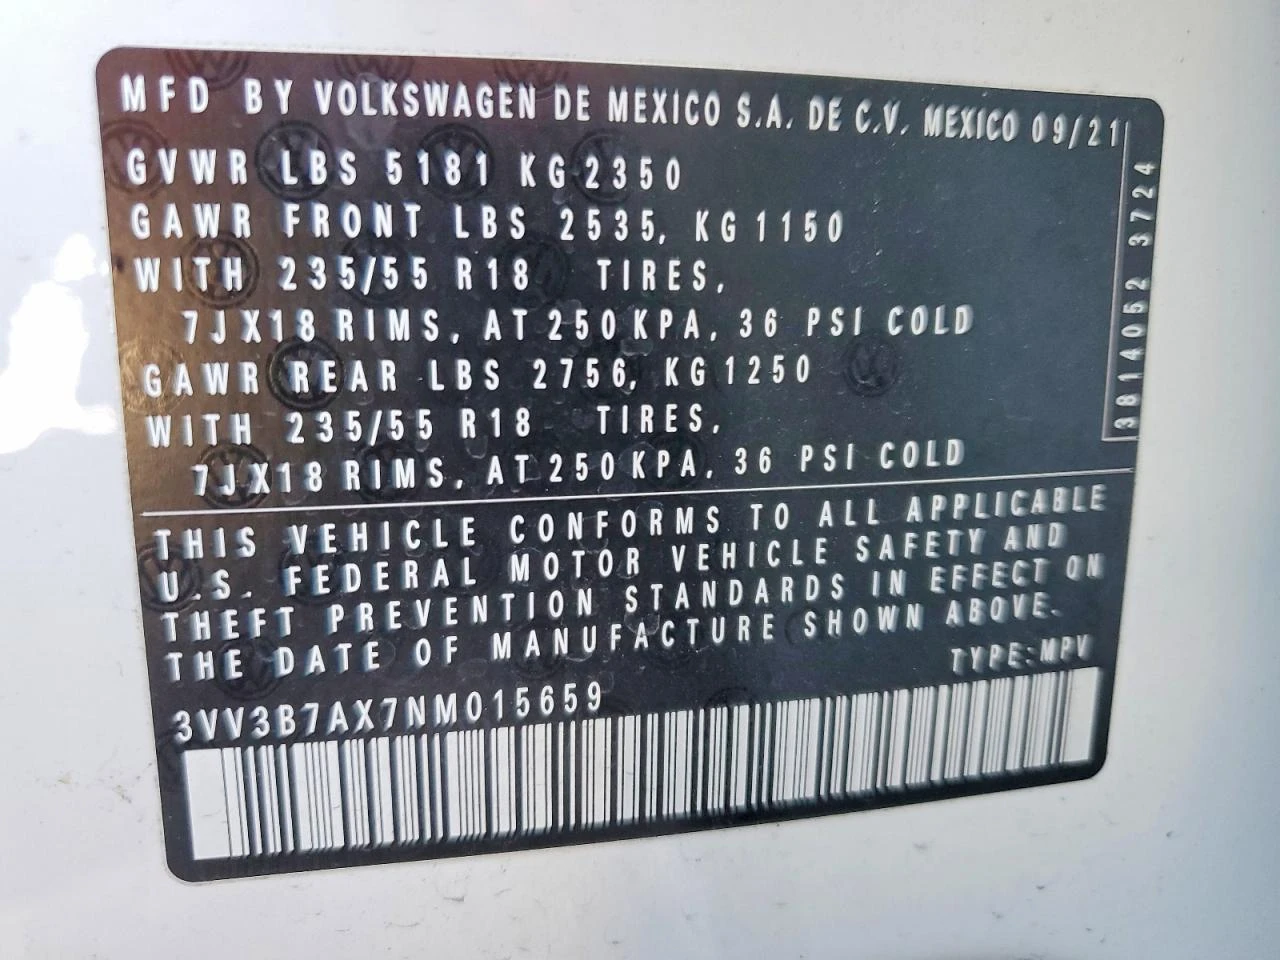 MFD BY VOLKSWAGEN DE MEXICO S.A. DE C.V. MEXICO 09/21
GVWR LBS 5181 KG 2350
GAWR FRONT LBS 2535, KG 1150
WITH 235/55 R18 TIRES,
7JX18 RIMS, AT 250 KPA, 36 PSI COLD
GAWR REAR LBS 2756, KG 1250
WITH 235/55 R18 TIRES,
7JX18 RIMS, AT 250 KPA, 36 PSI COLD
3814052 3724
THIS VEHICLE CONFORMS TO ALL APPLICABLE
U.S. FEDERAL MOTOR VEHICLE SAFETY AND
THEFT PREVENTION STANDARDS IN EFFECT ON
THE DATE OF MANUFACTURE SHOWN ABOVE.
TYPE:MPV
3VV3B7AX7NM015659